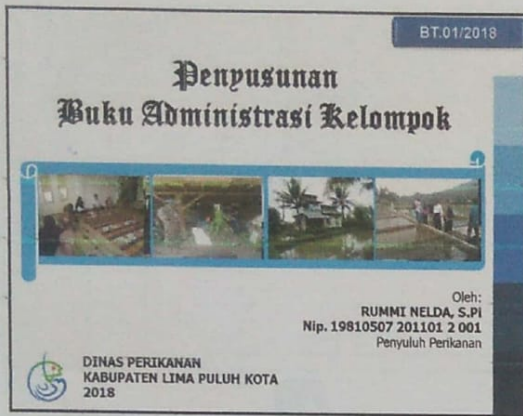 BT.01/2018
Penyusunan
Buku Administrasi Kelompok
Oleh:
RUMMI NELDA, S.Pi
Nip. 19810507 201101 2 001
Penyuluh Perikanan
DINAS PERIKANAN
KABUPATEN LIMA PULUH KOTA
2018